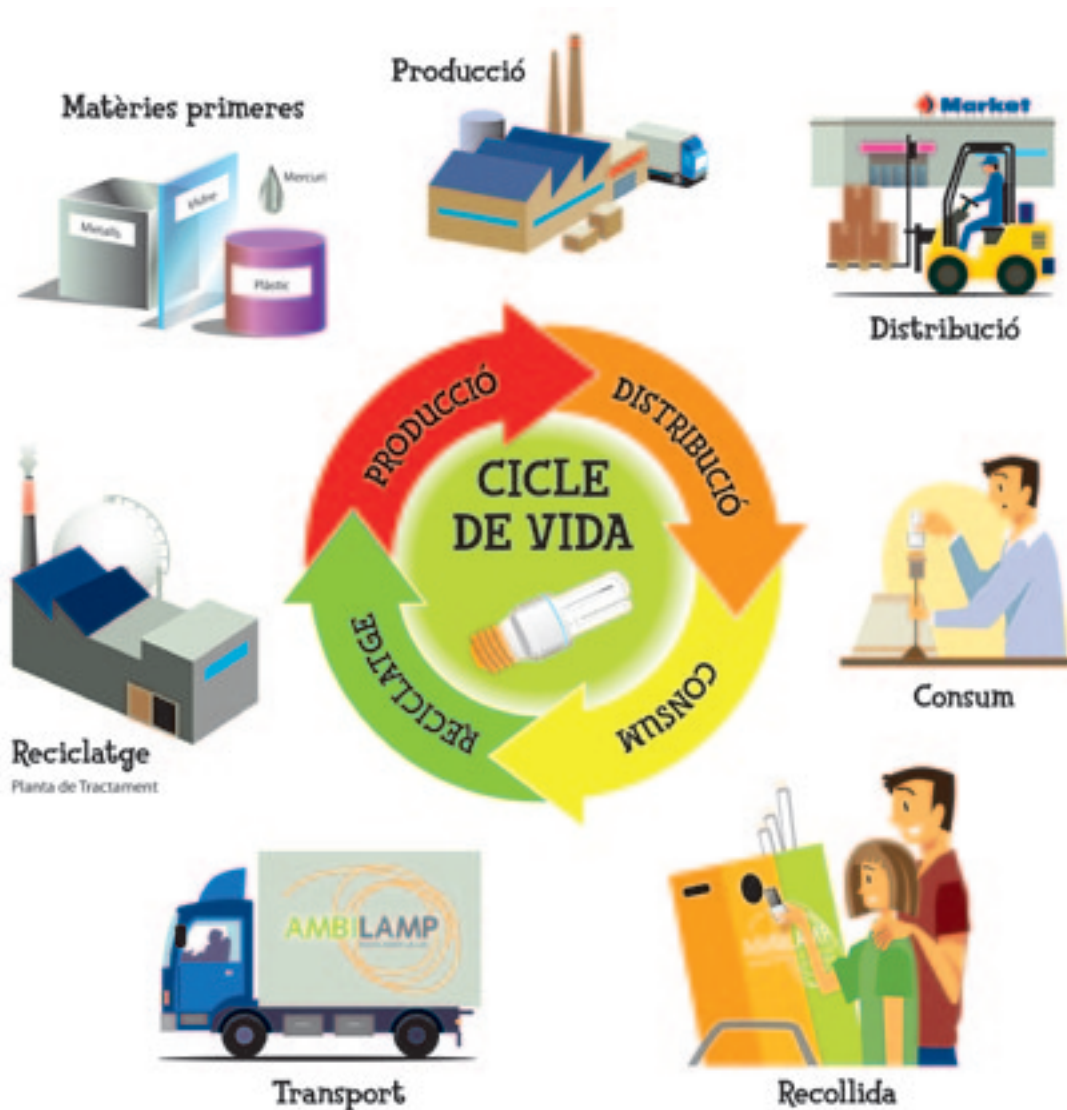 Producció
Matèries primeres
Market
Mercuri
Vidre
Metalls
Plàstic
Distribució
PRODUCCIÓ
DISTRIBUCIÓ
CICLE
DE VIDA
RECICLATGE
CONSUM
Consum
Reciclatge
Planta de Tractament
AMBILAMP
Transport
Recollida